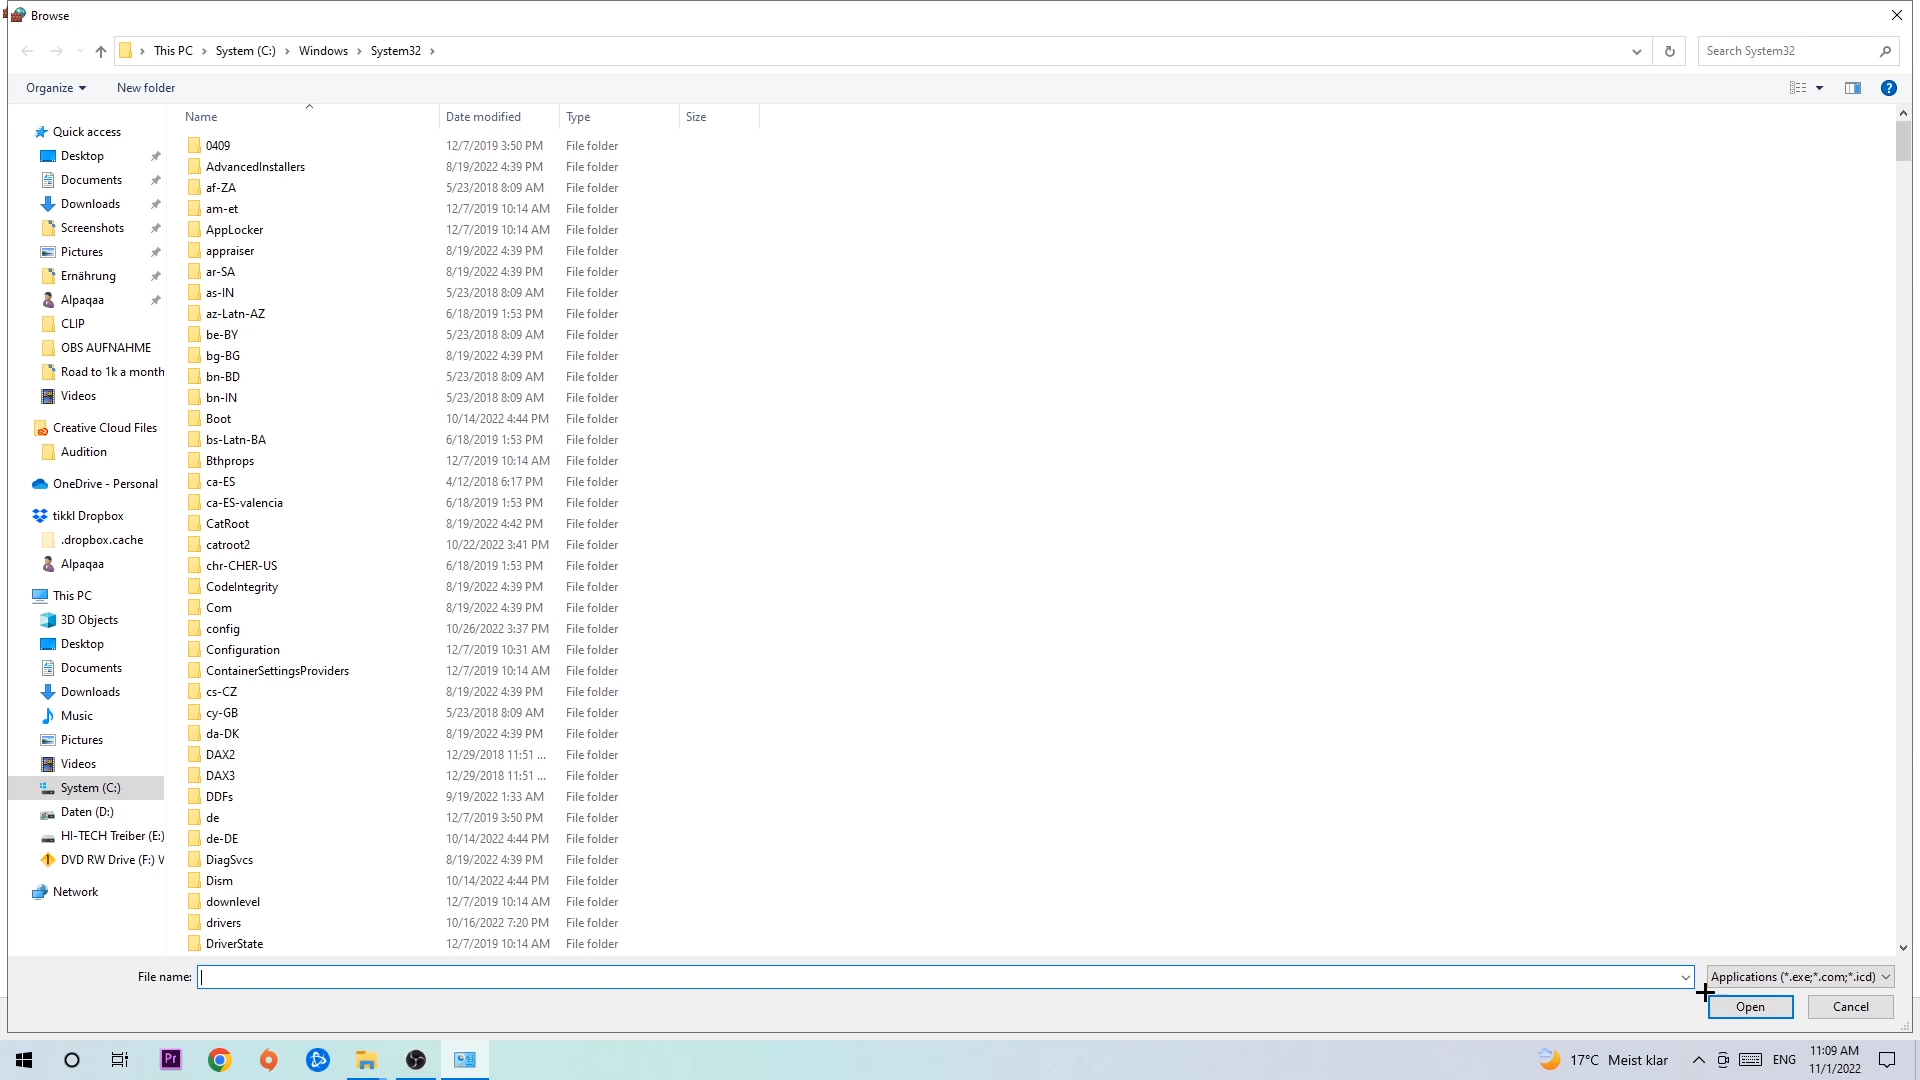 Browse
This PC > System (C:) > Windows > System32 >
Search System32
Organize
New folder
Name
Date modified
Type
Size
Quick access
Desktop
Documents
Downloads
Screenshots
Pictures
Ernährung
Alpaqaa
CLIP
OBS AUFNAHME
Road to 1k a month
Videos
Creative Cloud Files
Audition
OneDrive - Personal
tikkl Dropbox
.dropbox.cache
Alpaqaa
This PC
3D Objects
Desktop
Documents
Downloads
Music
Pictures
Videos
System (C:)
Daten (D:)
HI-TECH Treiber (E:)
DVD RW Drive (F:) V
Network
0409 12/7/2019 3:50 PM File folder
AdvancedInstallers 8/19/2022 4:39 PM File folder
af-ZA 5/23/2018 8:09 AM File folder
am-et 12/7/2019 10:14 AM File folder
AppLocker 12/7/2019 10:14 AM File folder
appraiser 8/19/2022 4:39 PM File folder
ar-SA 8/19/2022 4:39 PM File folder
as-IN 5/23/2018 8:09 AM File folder
az-Latn-AZ 6/18/2019 1:53 PM File folder
be-BY 5/23/2018 8:09 AM File folder
bg-BG 8/19/2022 4:39 PM File folder
bn-BD 5/23/2018 8:09 AM File folder
bn-IN 5/23/2018 8:09 AM File folder
Boot 10/14/2022 4:44 PM File folder
bs-Latn-BA 6/18/2019 1:53 PM File folder
Bthprops 12/7/2019 10:14 AM File folder
ca-ES 4/12/2018 6:17 PM File folder
ca-ES-valencia 6/18/2019 1:53 PM File folder
CatRoot 8/19/2022 4:42 PM File folder
catroot2 10/22/2022 3:41 PM File folder
chr-CHER-US 6/18/2019 1:53 PM File folder
CodeIntegrity 8/19/2022 4:39 PM File folder
Com 8/19/2022 4:39 PM File folder
config 10/26/2022 3:37 PM File folder
Configuration 12/7/2019 10:31 AM File folder
ContainerSettingsProviders 12/7/2019 10:14 AM File folder
cs-CZ 8/19/2022 4:39 PM File folder
cy-GB 5/23/2018 8:09 AM File folder
da-DK 8/19/2022 4:39 PM File folder
DAX2 12/29/2018 11:51 ... File folder
DAX3 12/29/2018 11:51 ... File folder
DDFs 9/19/2022 1:33 AM File folder
de 12/7/2019 3:50 PM File folder
de-DE 10/14/2022 4:44 PM File folder
DiagSvcs 8/19/2022 4:39 PM File folder
Dism 10/14/2022 4:44 PM File folder
downlevel 12/7/2019 10:14 AM File folder
drivers 10/16/2022 7:20 PM File folder
DriverState 12/7/2019 10:14 AM File folder
File name:
Applications (*.exe;*.com;*.icd)
Open
Cancel
Pr
17°C Meist klar
ENG
11:09 AM
11/1/2022